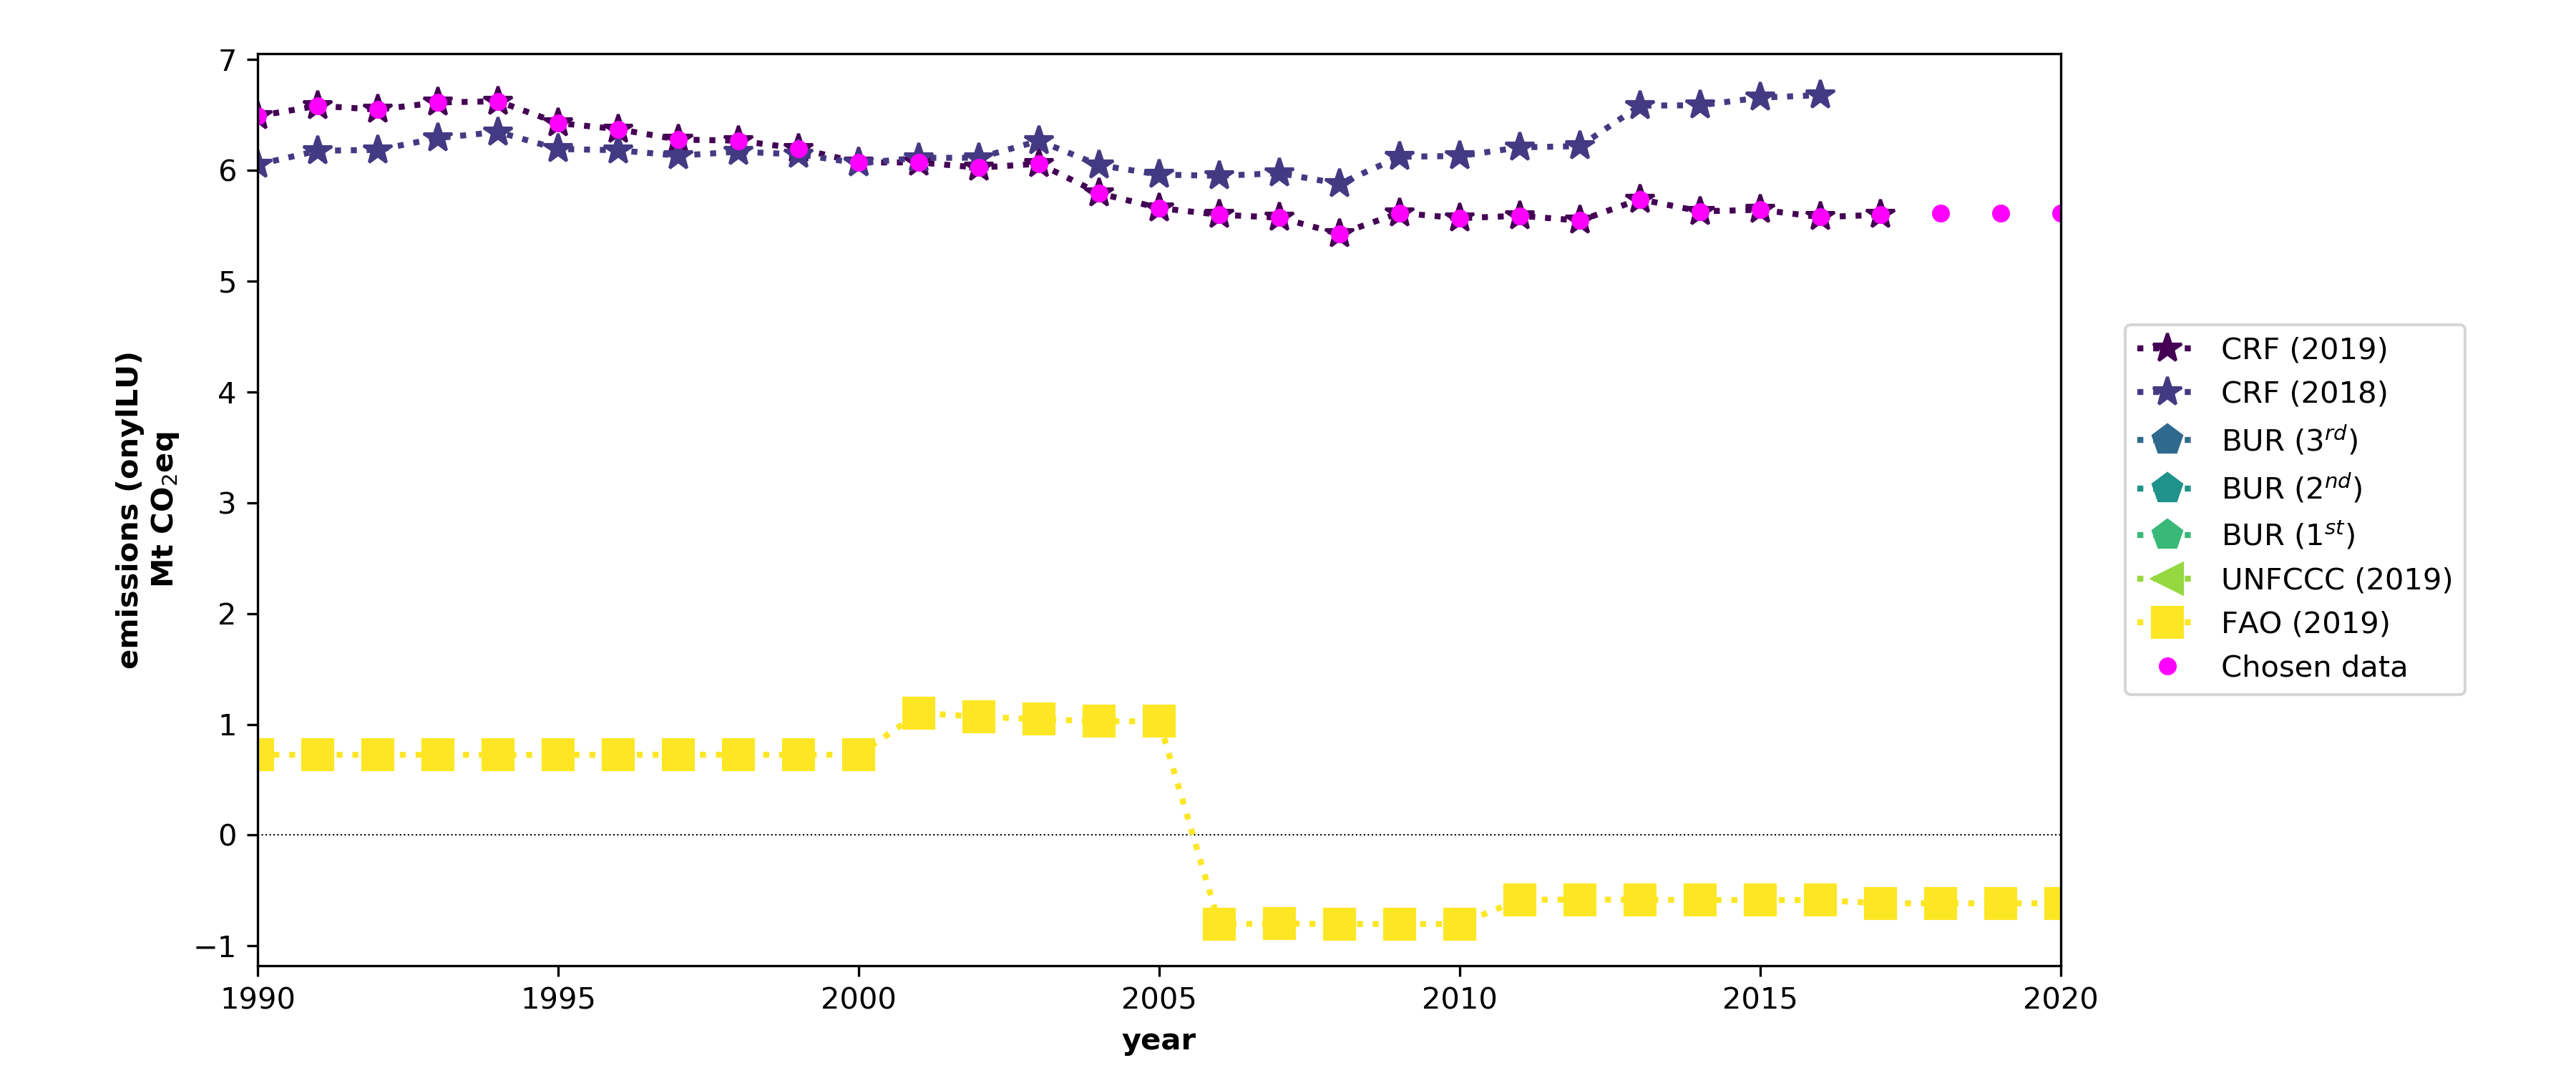 7
6
5
4
3
2
1
0
−1
emissions (onylLU)
Mt CO₂eq
1990
1995
2000
2005
2010
2015
2020
year
CRF (2019)
CRF (2018)
BUR (3ʳᵈ)
BUR (2ⁿᵈ)
BUR (1ˢᵗ)
UNFCCC (2019)
FAO (2019)
Chosen data